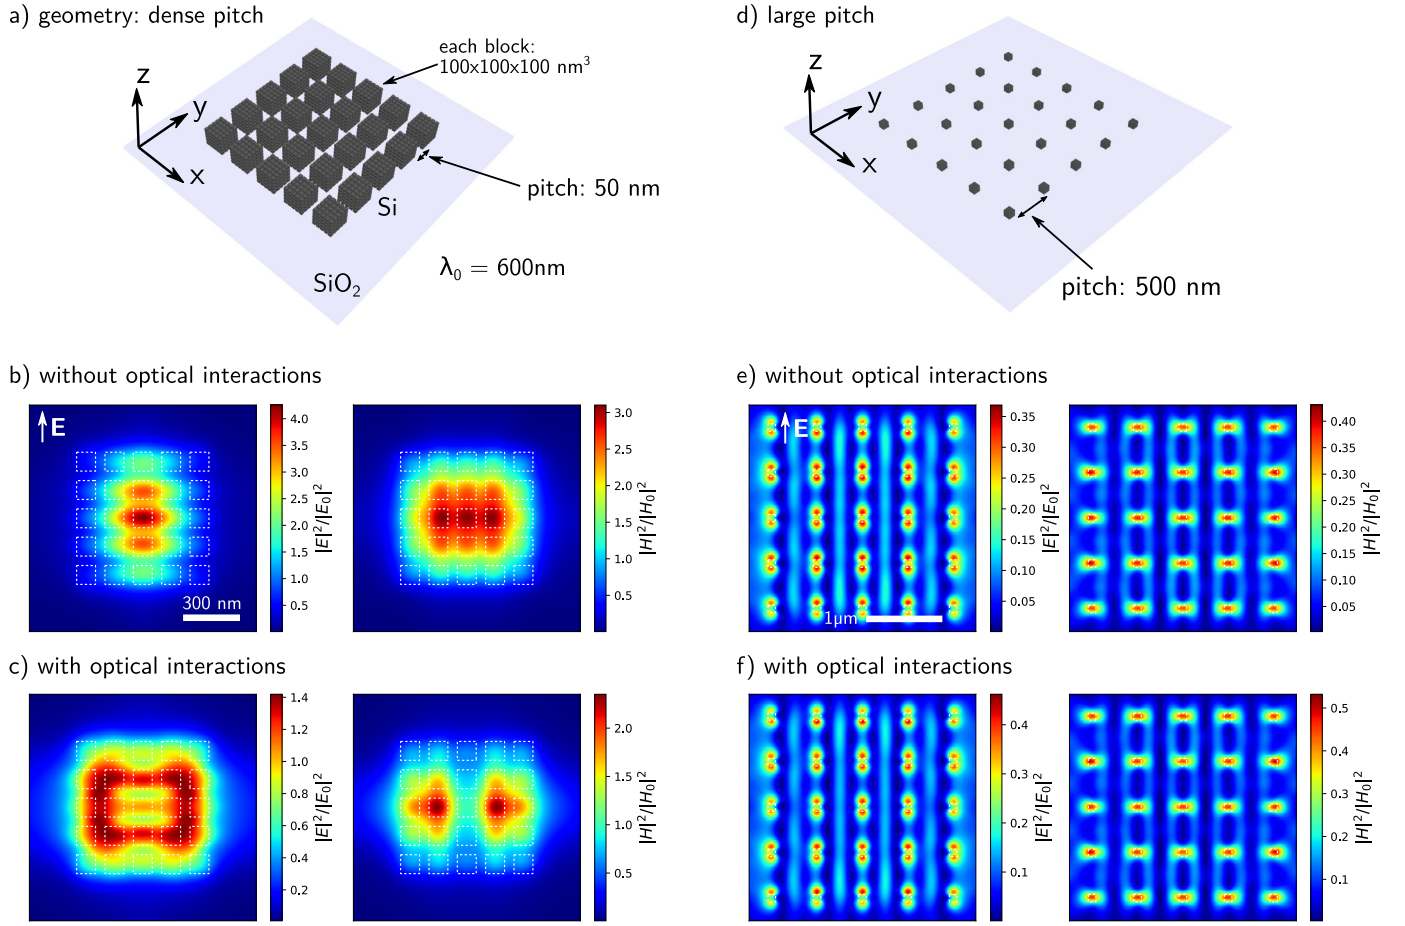 a) geometry: dense pitch
each block:
100x100x100 nm³
z
y
x
pitch: 50 nm
Si
λ₀ = 600nm
SiO₂
d) large pitch
z
y
x
pitch: 500 nm
b) without optical interactions
E
300 nm
4.0
3.5
3.0
2.5
2.0
1.5
1.0
0.5
|E|²/|E₀|²
3.0
2.5
2.0
1.5
1.0
0.5
|H|²/|H₀|²
e) without optical interactions
E
1µm
0.35
0.30
0.25
0.20
0.15
0.10
0.05
|E|²/|E₀|²
0.40
0.35
0.30
0.25
0.20
0.15
0.10
0.05
|H|²/|H₀|²
c) with optical interactions
1.4
1.2
1.0
0.8
0.6
0.4
0.2
|E|²/|E₀|²
2.0
1.5
1.0
0.5
|H|²/|H₀|²
f) with optical interactions
0.4
0.3
0.2
0.1
|E|²/|E₀|²
0.5
0.4
0.3
0.2
0.1
|H|²/|H₀|²